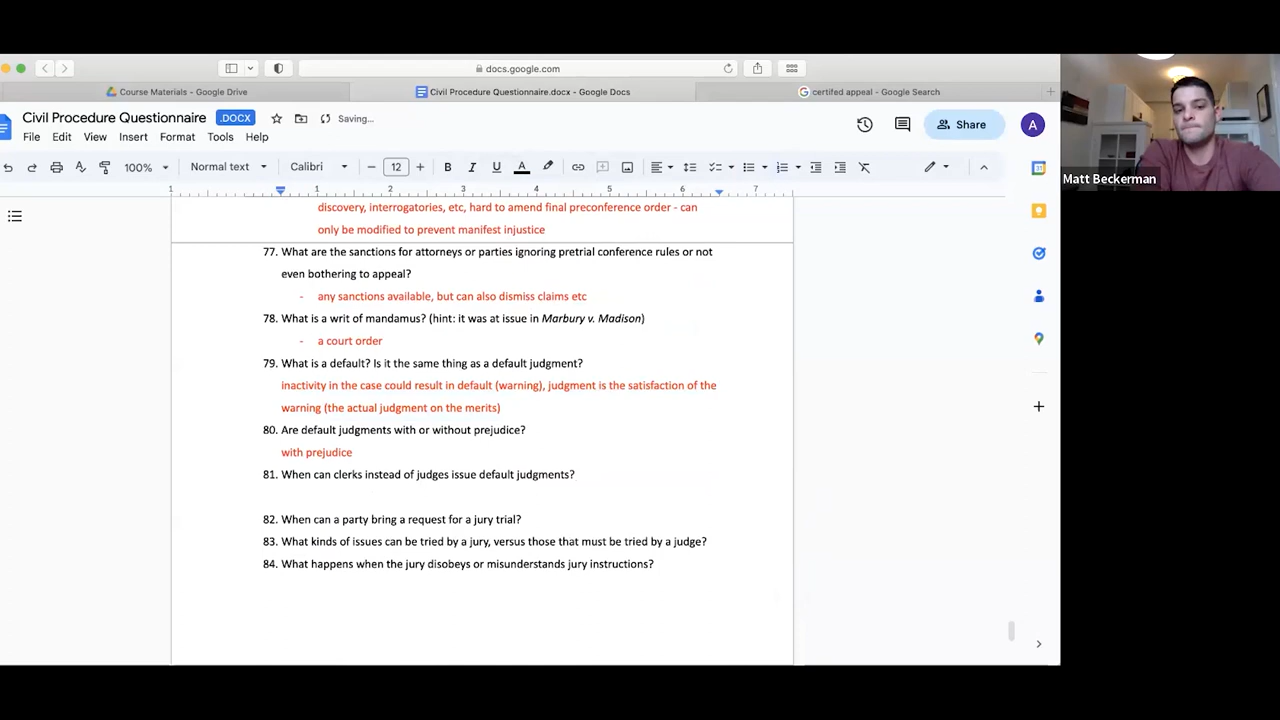 docs.google.com
Course Materials - Google Drive
Civil Procedure Questionnaire.docx - Google Docs
certifed appeal - Google Search
Civil Procedure Questionnaire .DOCX Saving...
File Edit View Insert Format Tools Help
Share
A
100% Normal text Calibri 12 B I U A
1 1 2 3 4 5 6 7
Matt Beckerman
discovery, interrogatories, etc, hard to amend final preconference order - can
only be modified to prevent manifest injustice
77. What are the sanctions for attorneys or parties ignoring pretrial conference rules or not
even bothering to appeal?
- any sanctions available, but can also dismiss claims etc
78. What is a writ of mandamus? (hint: it was at issue in Marbury v. Madison)
- a court order
79. What is a default? Is it the same thing as a default judgment?
inactivity in the case could result in default (warning), judgment is the satisfaction of the
warning (the actual judgment on the merits)
80. Are default judgments with or without prejudice?
with prejudice
81. When can clerks instead of judges issue default judgments?
82. When can a party bring a request for a jury trial?
83. What kinds of issues can be tried by a jury, versus those that must be tried by a judge?
84. What happens when the jury disobeys or misunderstands jury instructions?